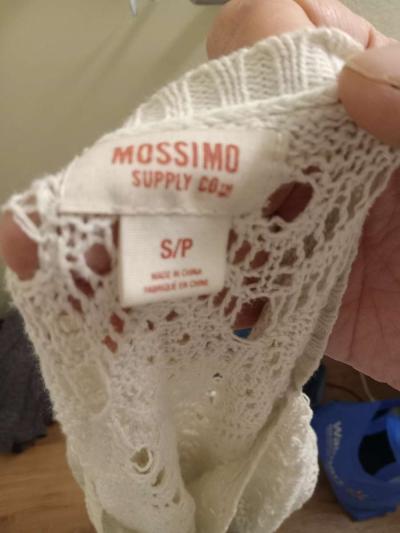 MOSSIMO
SUPPLY CO
S/P
MADE IN CHINA
FABRIQUÉ EN CHINE